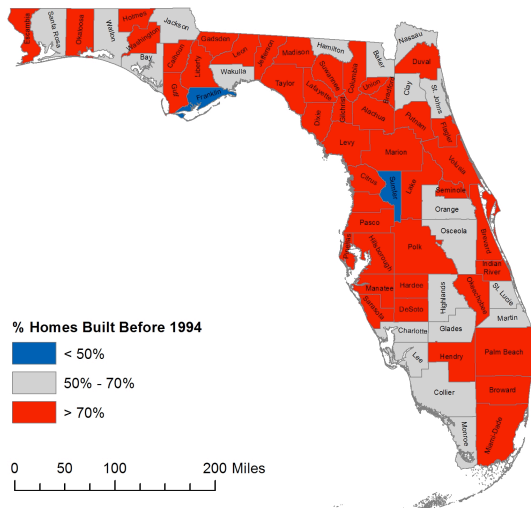 Escambia
Santa Rosa
Okaloosa
Walton
Holmes
Washington
Jackson
Bay
Calhoun
Gulf
Gadsden
Liberty
Franklin
Leon
Wakulla
Jefferson
Madison
Taylor
Hamilton
Suwannee
Lafayette
Dixie
Columbia
Gilchrist
Baker
Union
Bradford
Alachua
Nassau
Duval
Clay
St. Johns
Putnam
Flagler
Levy
Marion
Volusia
Citrus
Sumter
Lake
Seminole
Orange
Pasco
Osceola
Brevard
Pinellas
Hillsborough
Polk
Indian
River
Manatee
Hardee
Highlands
Okeechobee
St. Lucie
Sarasota
DeSoto
Martin
Charlotte
Glades
Lee
Hendry
Palm Beach
Collier
Broward
Monroe
Miami-Dade
% Homes Built Before 1994
< 50%
50% - 70%
> 70%
0 50 100 200 Miles